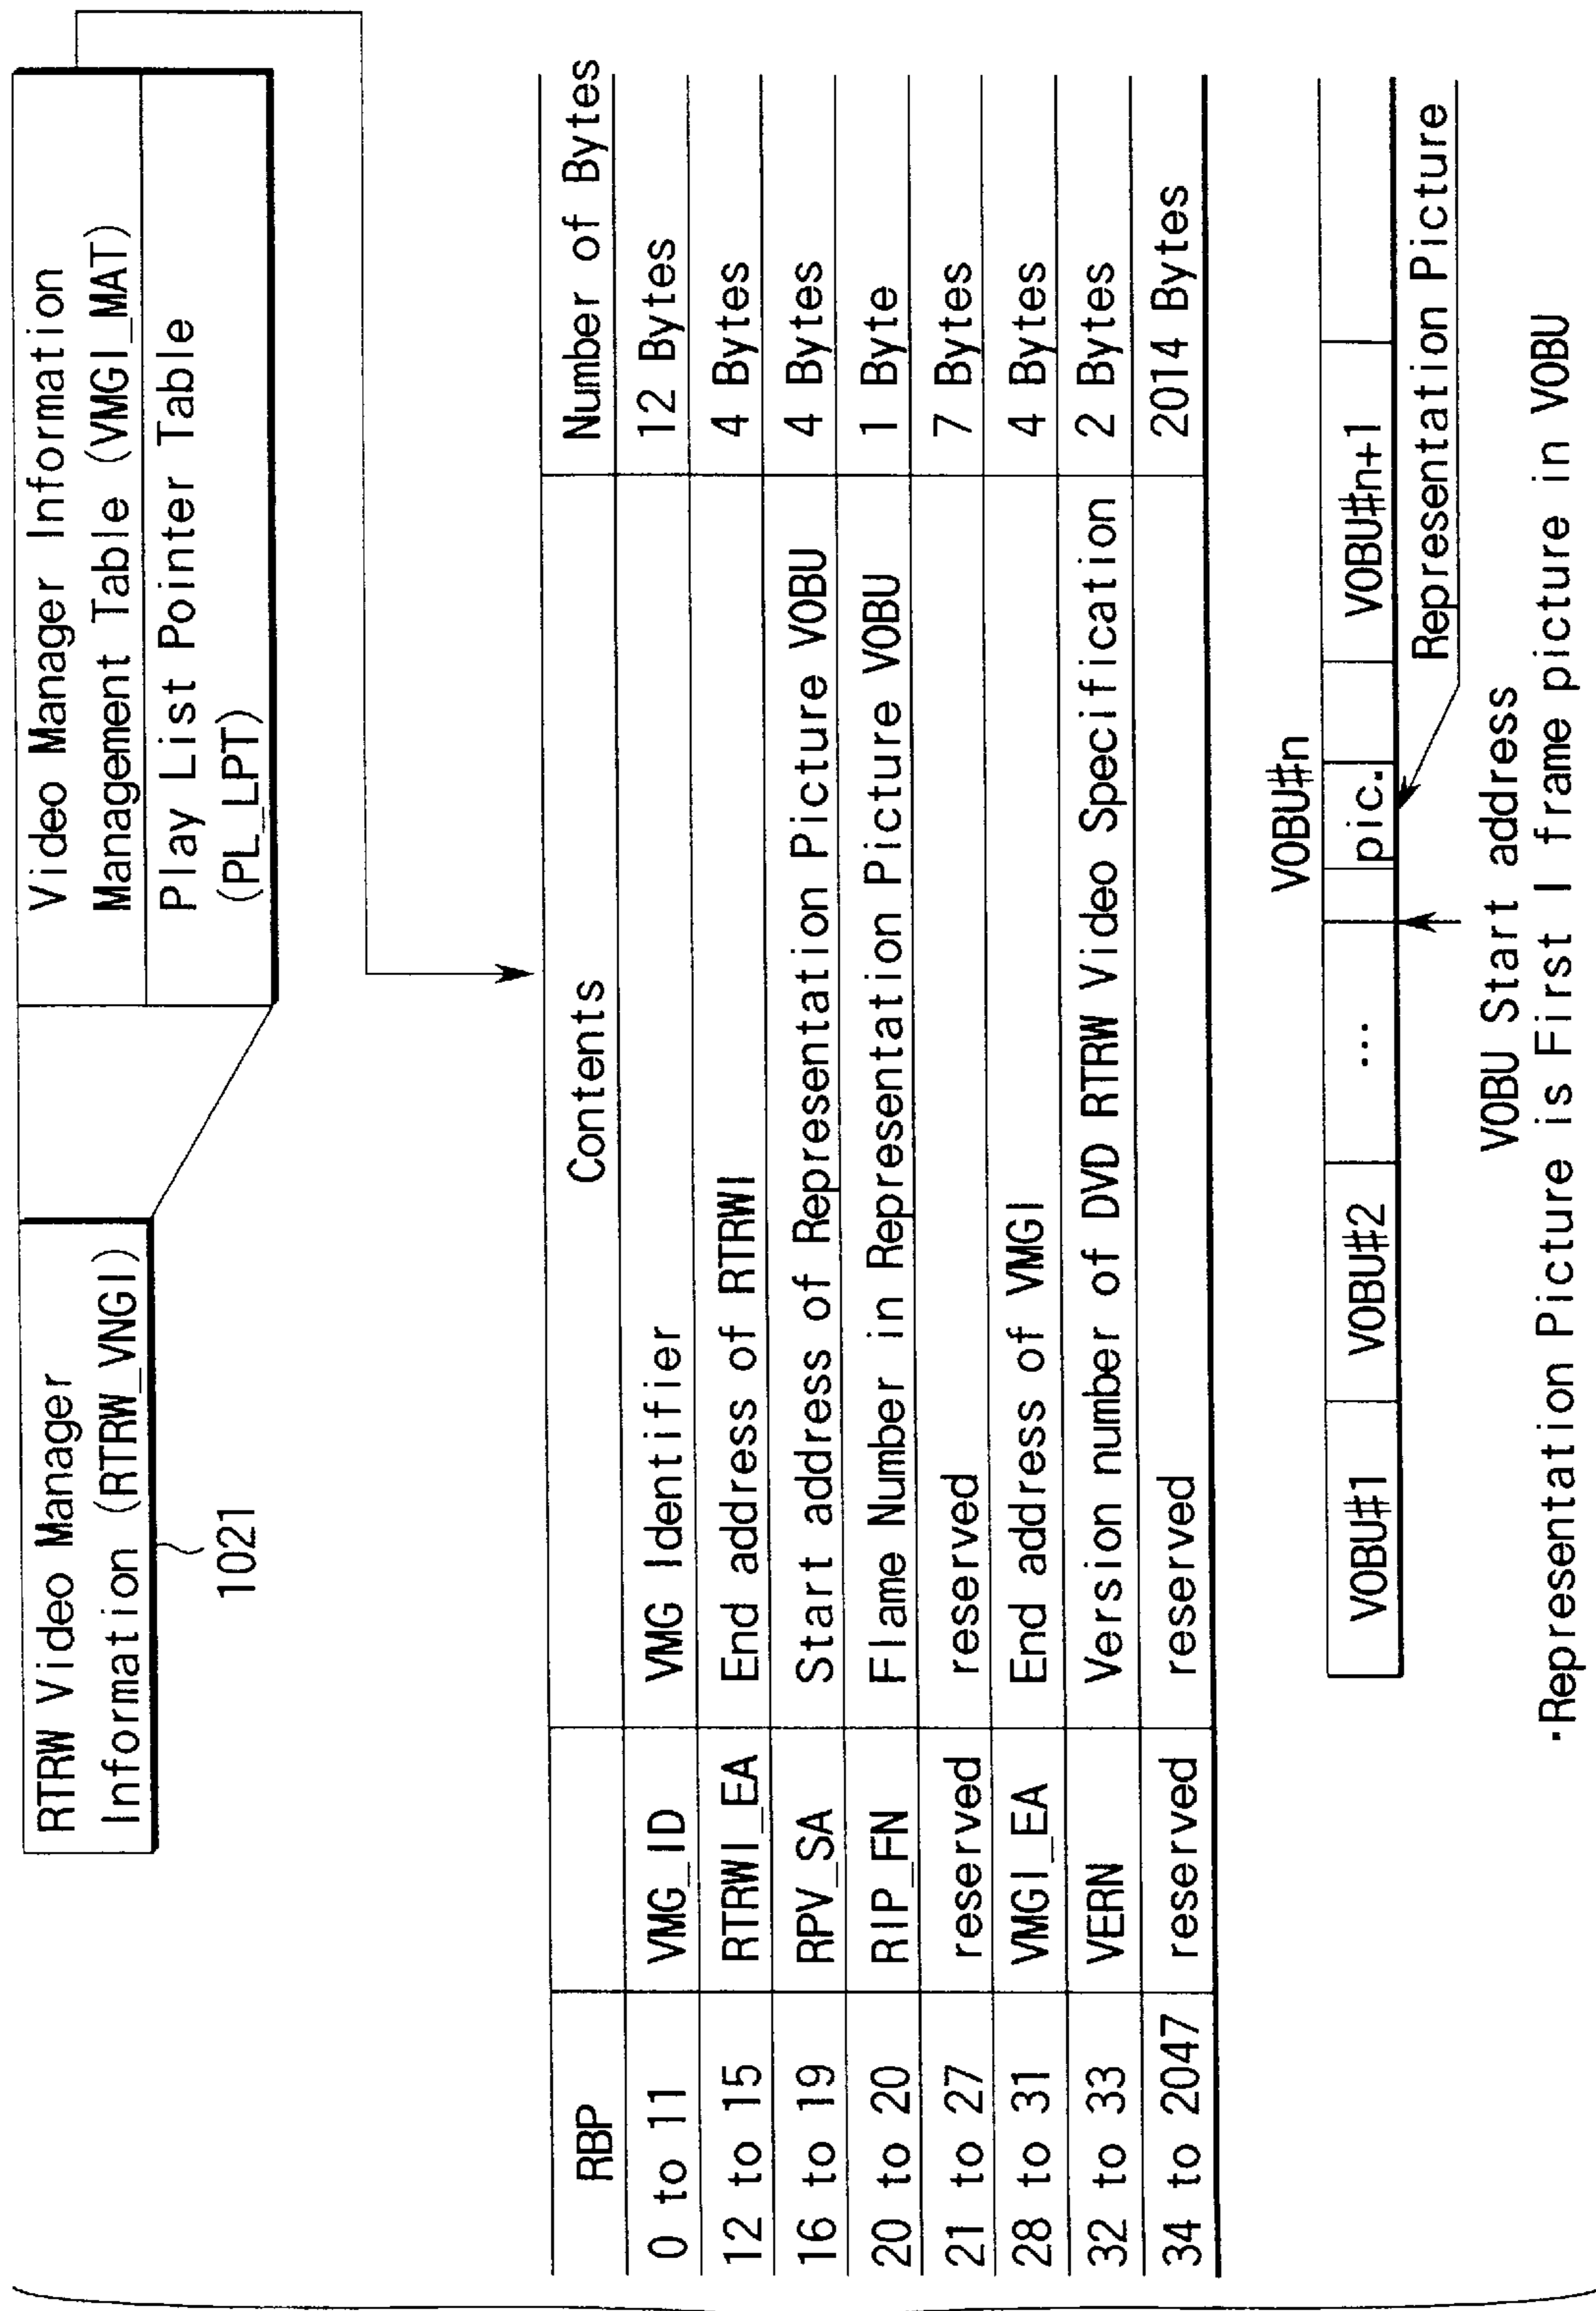 RTRW Video Manager
Information (RTRW_VNGI)
1021
Video Manager Information
Management Table (VMGI_MAT)
Play List Pointer Table
(PL_LPT)
RBP Contents Number of Bytes
0 to 11 VMG_ID VMG Identifier 12 Bytes
12 to 15 RTRWI_EA End address of RTRWI 4 Bytes
16 to 19 RPV_SA Start address of Representation Picture VOBU 4 Bytes
20 to 20 RIP_FN Flame Number in Representation Picture VOBU 1 Byte
21 to 27 reserved reserved 7 Bytes
28 to 31 VMGI_EA End address of VMGI 4 Bytes
32 to 33 VERN Version number of DVD RTRW Video Specification 2 Bytes
34 to 2047 reserved reserved 2014 Bytes
VOBU#n
VOBU#1 VOBU#2 ... pic. VOBU#n+1
Representation Picture
VOBU Start address
·Representation Picture is First I frame picture in VOBU